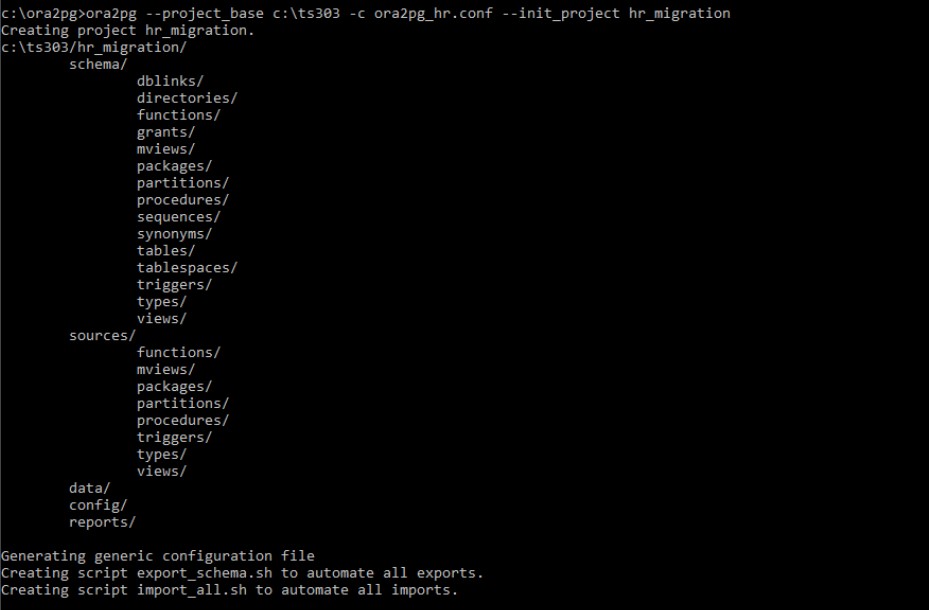 c:\ora2pg>ora2pg --project_base c:\ts303 -c ora2pg_hr.conf --init_project hr_migration
Creating project hr_migration.
c:\ts303/hr_migration/
schema/
dblinks/
directories/
functions/
grants/
mviews/
packages/
partitions/
procedures/
sequences/
synonyms/
tables/
tablespaces/
triggers/
types/
views/
sources/
functions/
mviews/
packages/
partitions/
procedures/
triggers/
types/
views/
data/
config/
reports/
Generating generic configuration file
Creating script export_schema.sh to automate all exports.
Creating script import_all.sh to automate all imports.